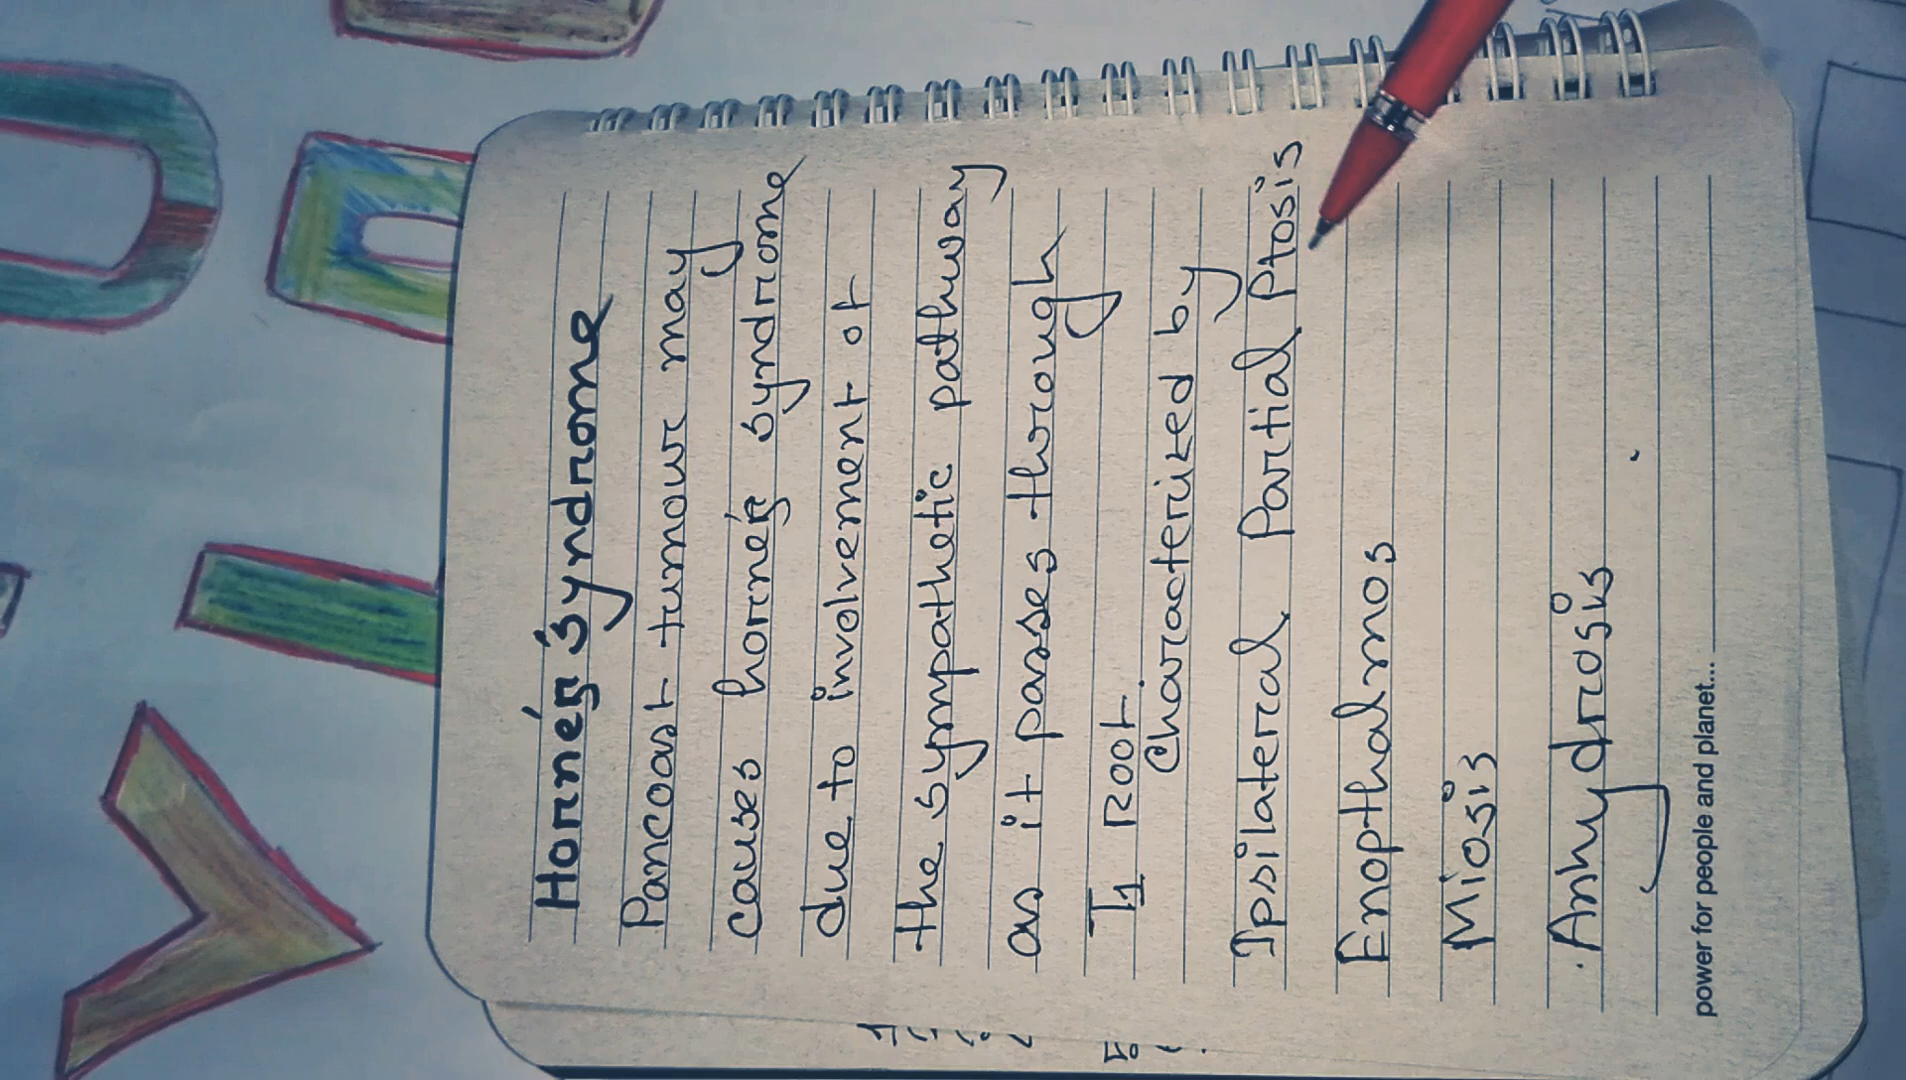 Horner's Syndrome
Pancoast tumour may
causes horner's syndrome
due to involvement of
the sympathetic pathway
as it passes through
T1 root.
Characterized by
Ipsilateral Partial Ptosis
Enopthalmos
Miosis
Anhydrosis
power for people and planet...